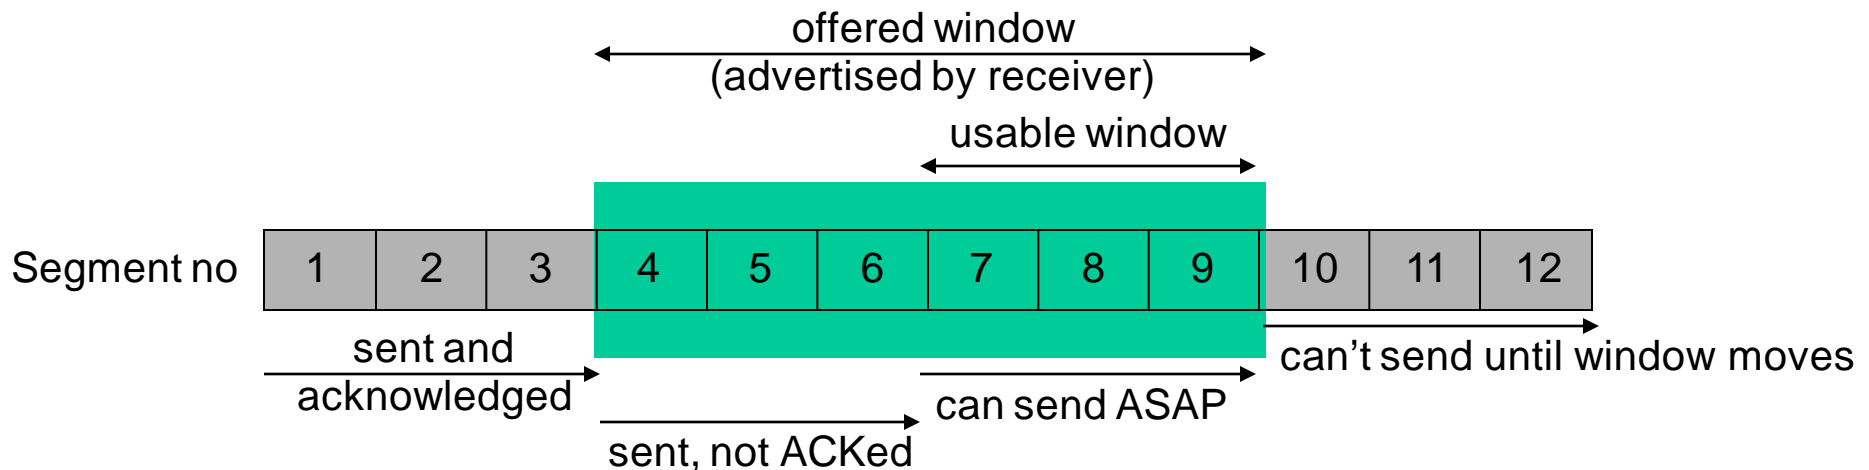 offered window
(advertised by receiver)
usable window
Segment no 1 2 3 4 5 6 7 8 9 10 11 12
sent and
acknowledged
sent, not ACKed
can send ASAP
can't send until window moves